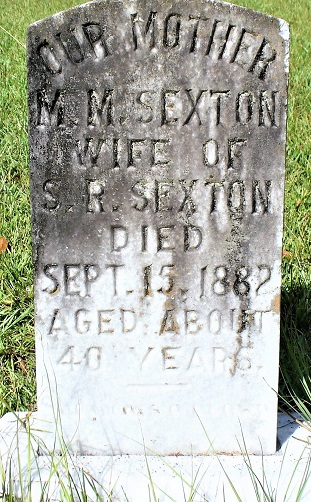 OUR MOTHER
M. M. SEXTON
WIFE OF
S. R. SEXTON
DIED
SEPT. 15, 1882
AGED ABOUT
40 YEARS.